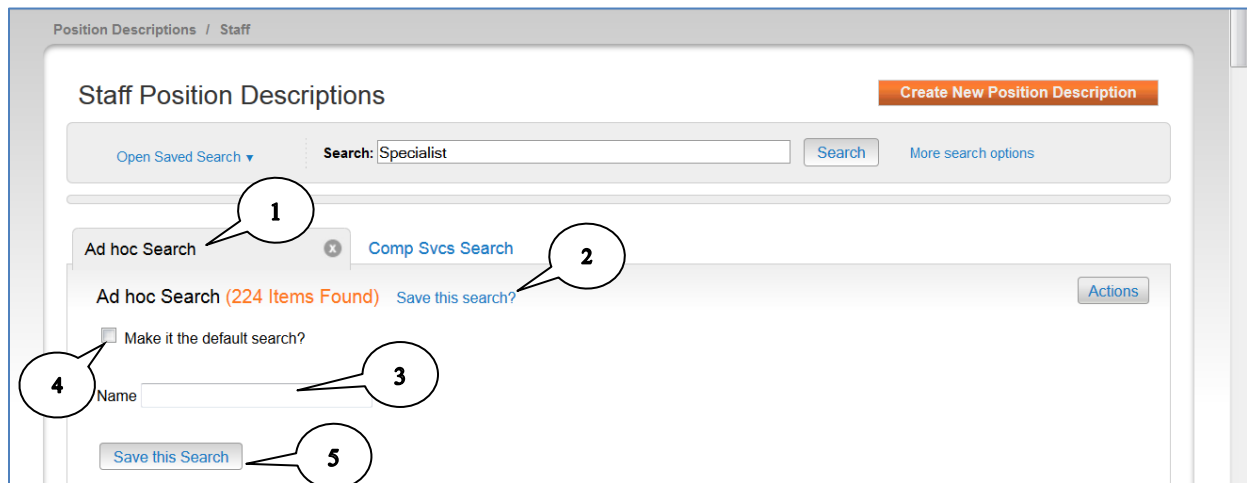 Position Descriptions / Staff
Staff Position Descriptions
Create New Position Description
Open Saved Search ▼
Search: Specialist
Search
More search options
1
Ad hoc Search
Comp Svcs Search
2
Ad hoc Search (224 Items Found) Save this search?
Actions
Make it the default search?
4
3
Name
Save this Search
5